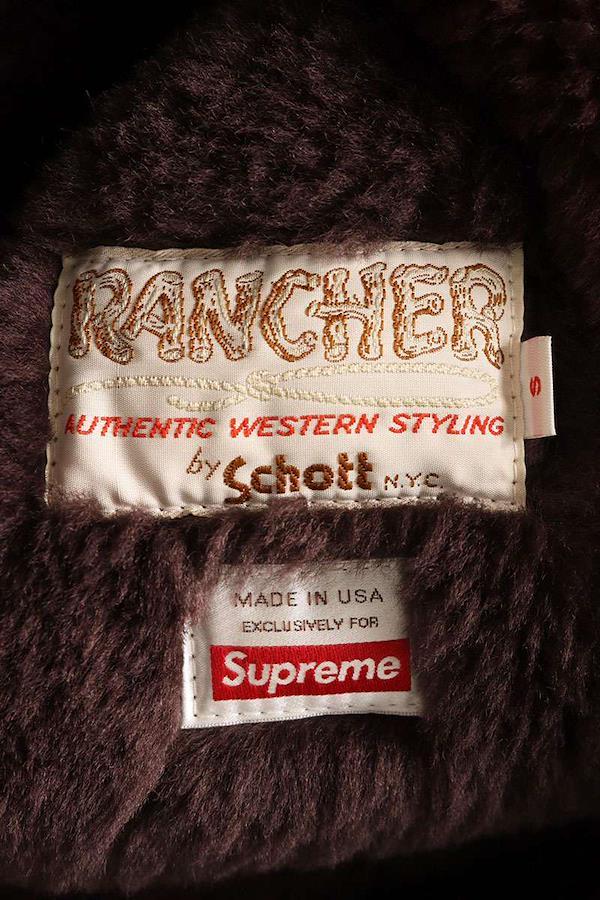 RANCHER
AUTHENTIC WESTERN STYLING
by Schott N.Y.C.
S
MADE IN USA
EXCLUSIVELY FOR
Supreme